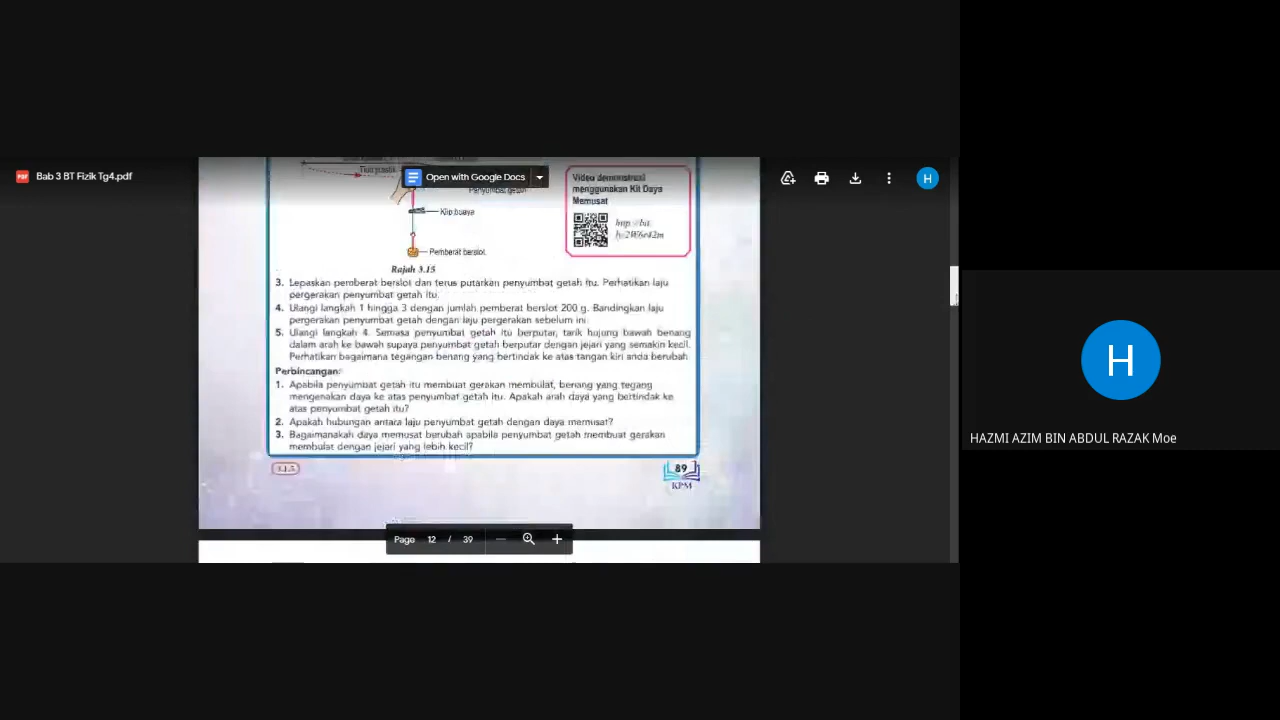 Bab 3 BT Fizik Tg4.pdf
Open with Google Docs
H
Tiub plastik
Penyumbat getah
Klip buaya
Pemberat berslot
Rajah 3.15
Video demonstrasi
menggunakan Kit Daya
Memusat
3. Lepaskan pemberat berslot dan terus putarkan penyumbat getah itu. Perhatikan laju
pergerakan penyumbat getah itu.
4. Ulangi langkah 1 hingga 3 dengan jumlah pemberat berslot 200 g. Bandingkan laju
pergerakan penyumbat getah dengan laju pergerakan sebelum ini
5. Ulangi langkah 4. Semasa penyumbat getah itu berputar, tarik hujung bawah benang
dalam arah ke bawah supaya penyumbat getah berputar dengan jejari yang semakin kecil.
Perhatikan bagaimana tegangan benang yang bertindak ke atas tangan kiri anda berubah
Perbincangan:
1. Apabila penyumbat getah itu membuat gerakan membulat, benang yang tegang
mengenakan daya ke atas penyumbat getah itu. Apakah arah daya yang bertindak ke
atas penyumbat getah itu?
2. Apakah hubungan antara laju penyumbat getah dengan daya memusat?
3. Bagaimanakah daya memusat berubah apabila penyumbat getah membuat gerakan
membulat dengan jejari yang lebih kecil?
3.1.5
89
KPM
Page 12 / 39
H
HAZMI AZIM BIN ABDUL RAZAK Moe